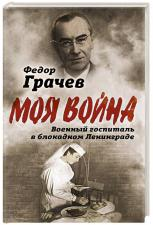 Федор
Грачев
МОЯ ВОЙНА
Военный госпиталь
в блокадном Ленинграде